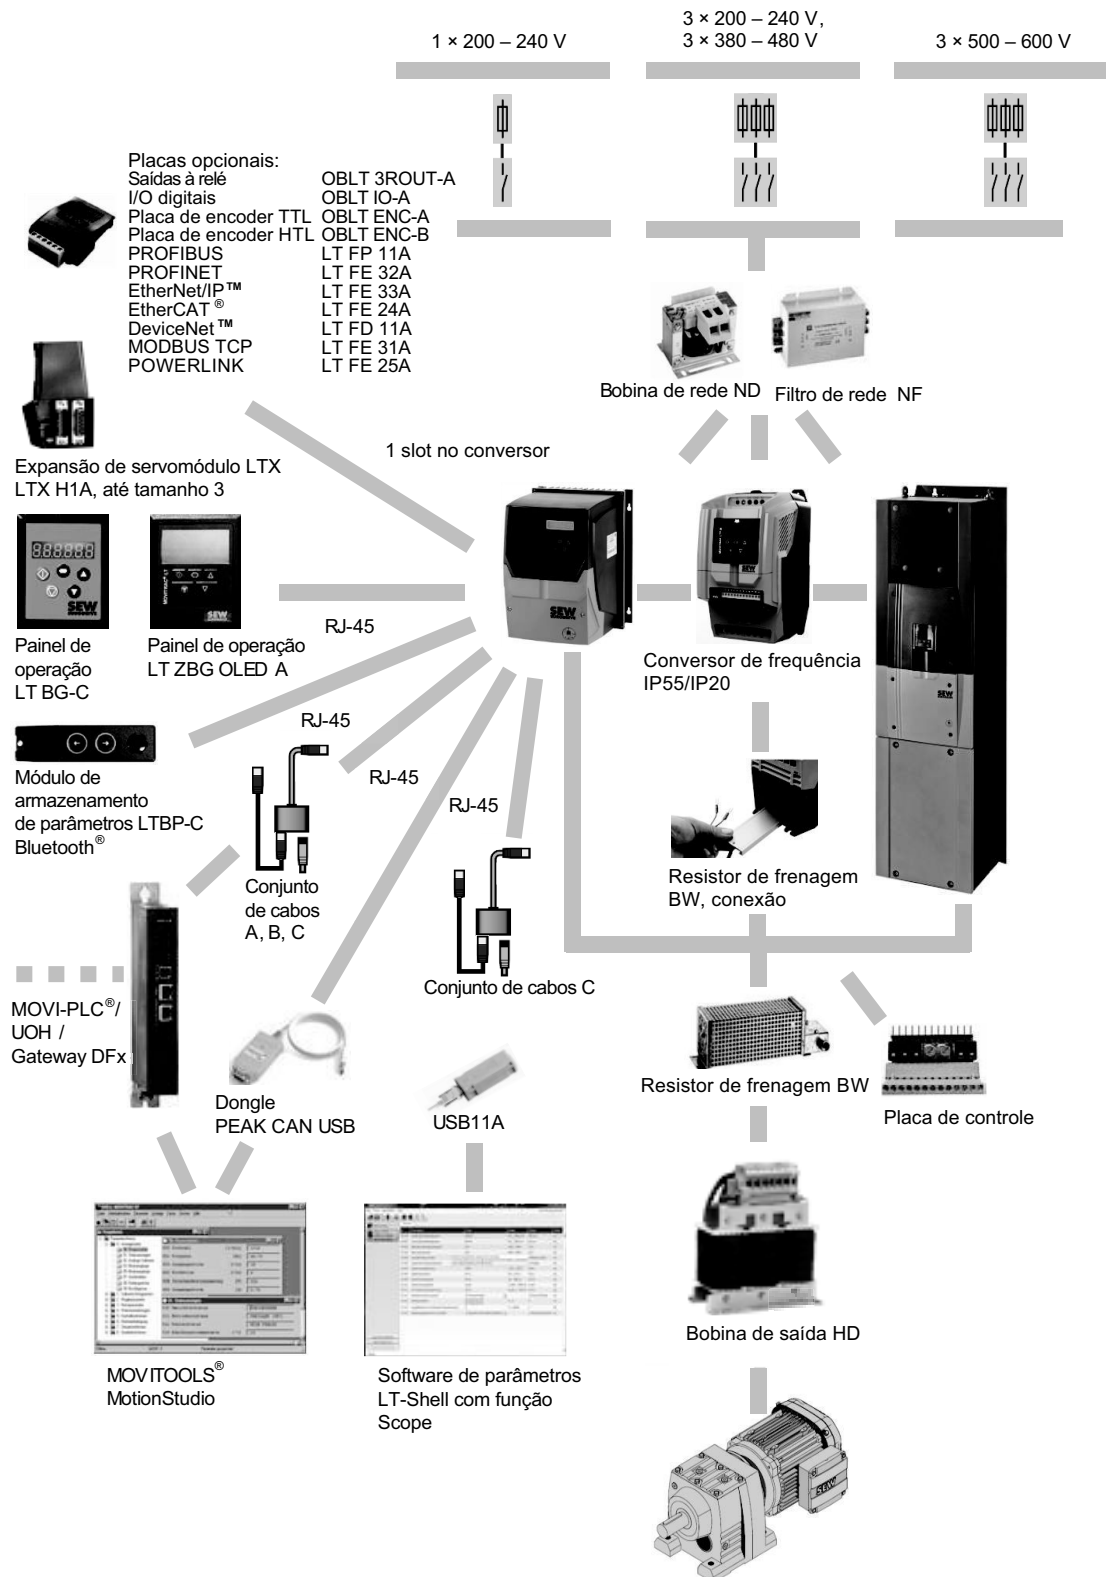 1 × 200 – 240 V
3 × 200 – 240 V,
3 × 380 – 480 V
3 × 500 – 600 V
Placas opcionais:
Saídas à relé OBLT 3ROUT-A
I/O digitais OBLT IO-A
Placa de encoder TTL OBLT ENC-A
Placa de encoder HTL OBLT ENC-B
PROFIBUS LT FP 11A
PROFINET LT FE 32A
EtherNet/IP™ LT FE 33A
EtherCAT® LT FE 24A
DeviceNet™ LT FD 11A
MODBUS TCP LT FE 31A
POWERLINK LT FE 25A
Bobina de rede ND
Filtro de rede NF
1 slot no conversor
Expansão de servomódulo LTX
LTX H1A, até tamanho 3
SEW
SEW
SEW
SEW
Painel de
operação
LT BG-C
Painel de operação
LT ZBG OLED A
RJ-45
Conversor de frequência
IP55/IP20
RJ-45
RJ-45
RJ-45
Módulo de
armazenamento
de parâmetros LTBP-C
Bluetooth®
Conjunto
de cabos
A, B, C
Resistor de frenagem
BW, conexão
Conjunto de cabos C
MOVI-PLC®/
UOH /
Gateway DFx
Dongle
PEAK CAN USB
USB11A
Resistor de frenagem BW
Placa de controle
Bobina de saída HD
MOVITOOLS®
MotionStudio
Software de parâmetros
LT-Shell com função
Scope
SEW